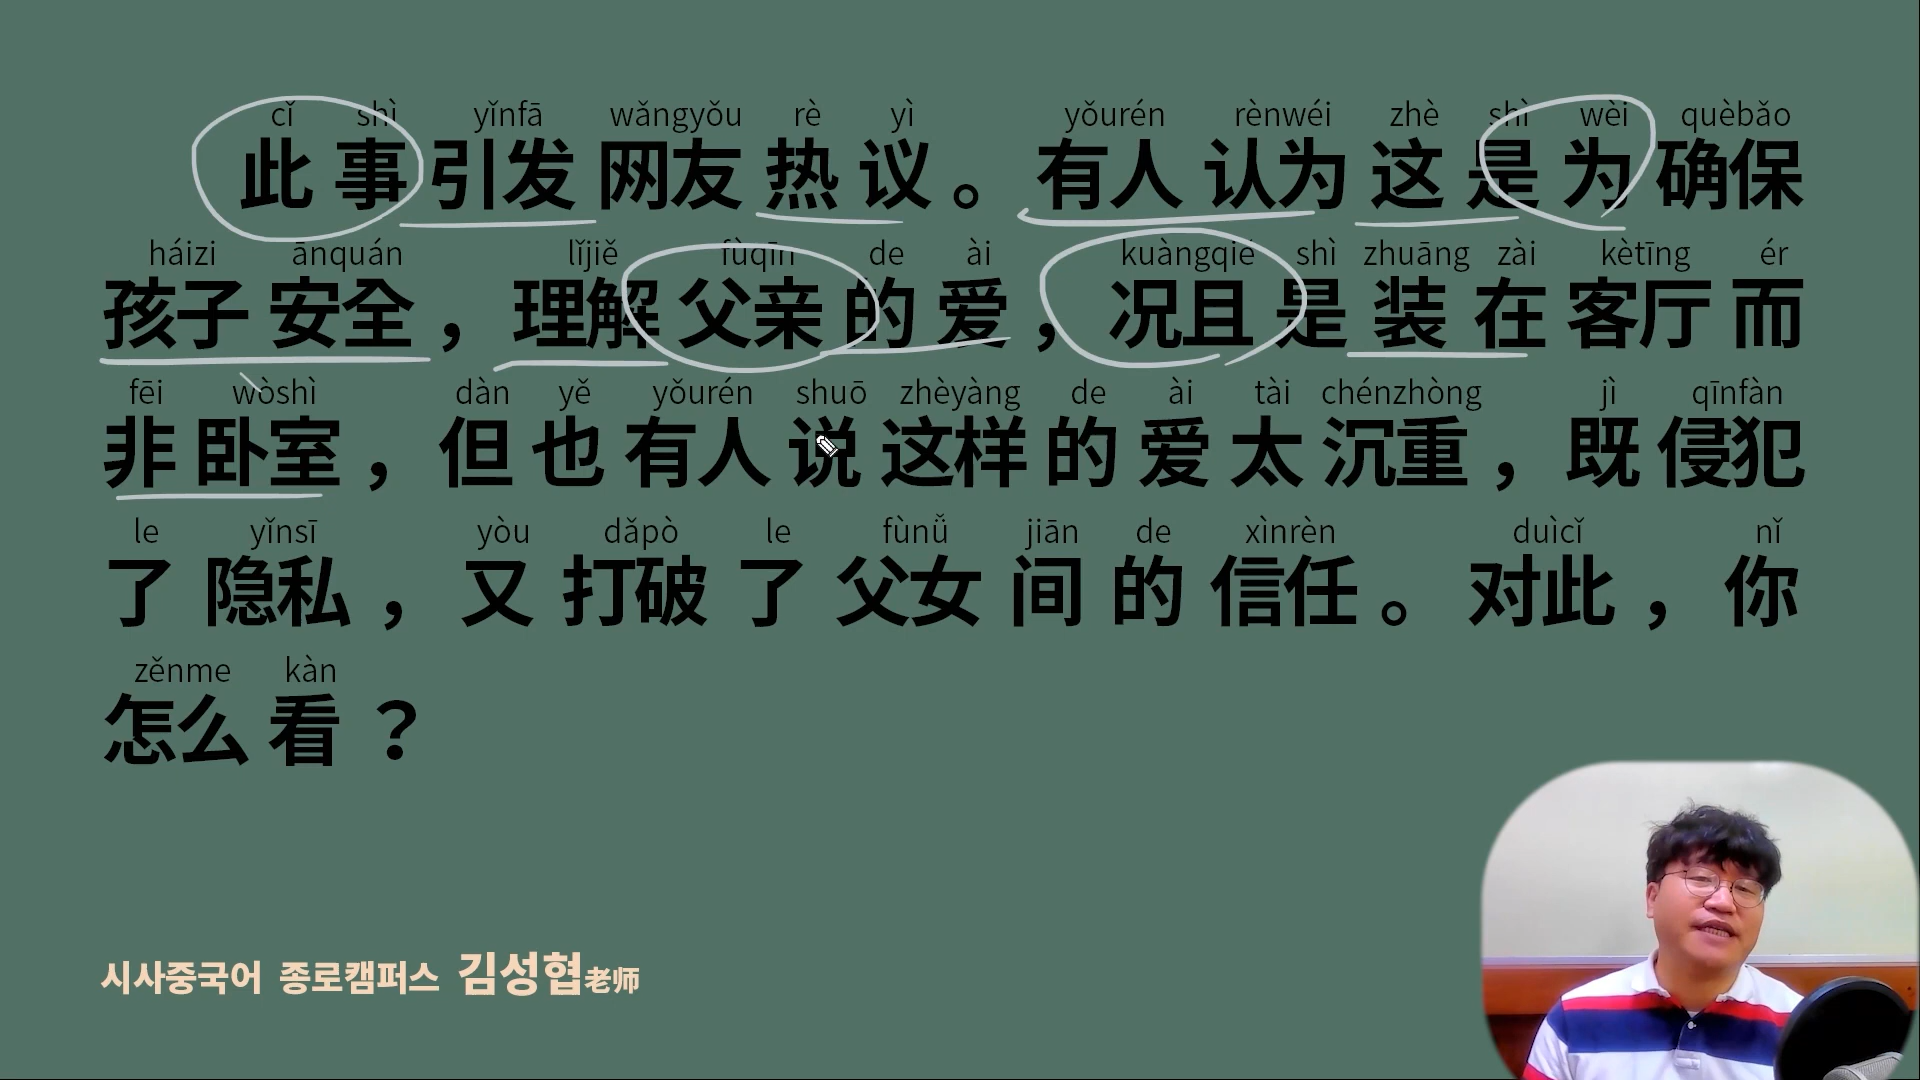 cǐ shì yǐnfā wǎngyǒu rè yì yǒurén rènwéi zhè shì wèi quèbǎo
此 事 引发 网友 热 议 。 有人 认为 这 是 为 确保
háizi ānquán lǐjiě fùqīn de ài kuàngqiě shì zhuāng zài kètīng ér
孩子 安全 ， 理解 父亲 的 爱 ， 况且 是 装 在 客厅 而
fēi wòshì dàn yě yǒurén shuō zhèyàng de ài tài chénzhòng jì qīnfàn
非 卧室 ， 但 也 有人 说 这样 的 爱 太 沉重 ， 既 侵犯
le yǐnsī yòu dǎpò le fùnǚ jiān de xìnrèn duìcǐ nǐ
了 隐私 ， 又 打破 了 父女 间 的 信任 。 对此 ， 你
zěnme kàn
怎么 看 ？
시사중국어 종로캠퍼스 김성협老师